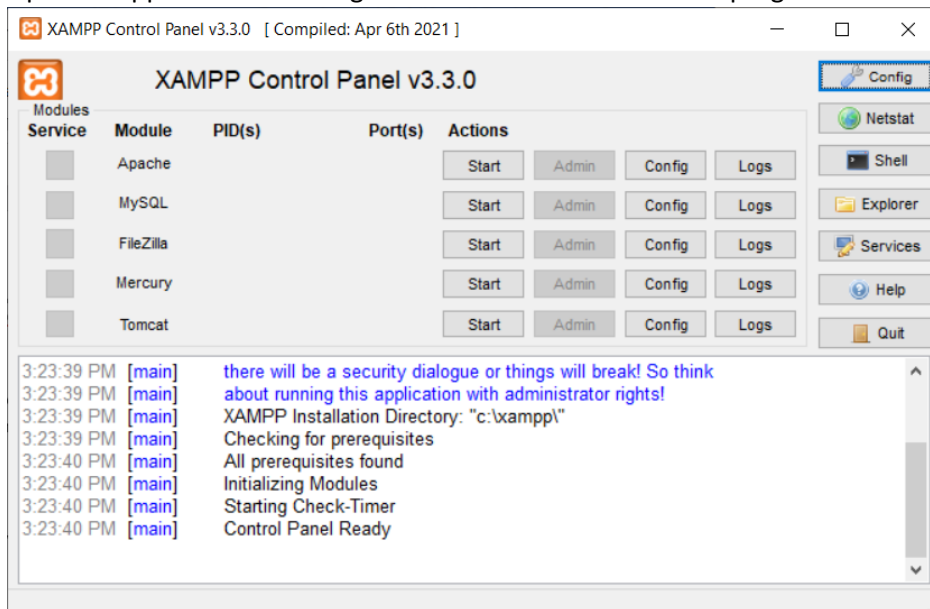 XAMPP Control Panel v3.3.0 [ Compiled: Apr 6th 2021 ]
XAMPP Control Panel v3.3.0
Config
Modules
Service Module PID(s) Port(s) Actions
Netstat
Apache Start Admin Config Logs
Shell
MySQL Start Admin Config Logs
Explorer
FileZilla Start Admin Config Logs
Services
Mercury Start Admin Config Logs
Help
Tomcat Start Admin Config Logs
Quit
3:23:39 PM [main] there will be a security dialogue or things will break! So think
3:23:39 PM [main] about running this application with administrator rights!
3:23:39 PM [main] XAMPP Installation Directory: "c:\xampp\"
3:23:39 PM [main] Checking for prerequisites
3:23:40 PM [main] All prerequisites found
3:23:40 PM [main] Initializing Modules
3:23:40 PM [main] Starting Check-Timer
3:23:40 PM [main] Control Panel Ready